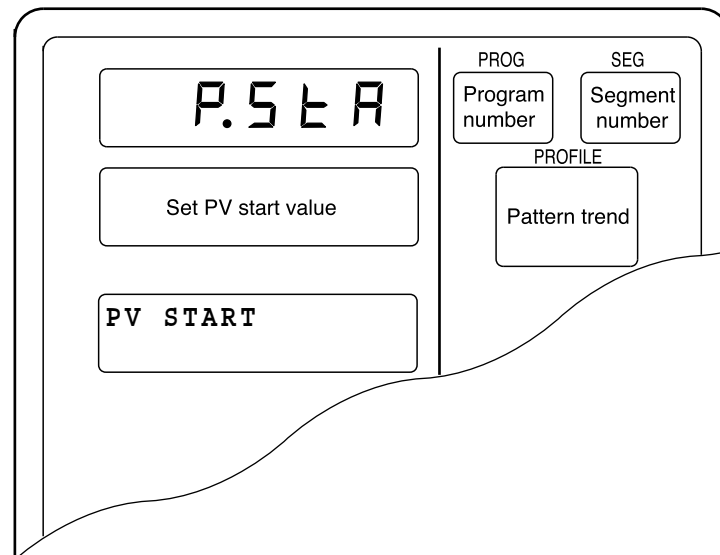 P.StA
Set PV start value
PV START
PROG
SEG
Program
number
Segment
number
PROFILE
Pattern trend